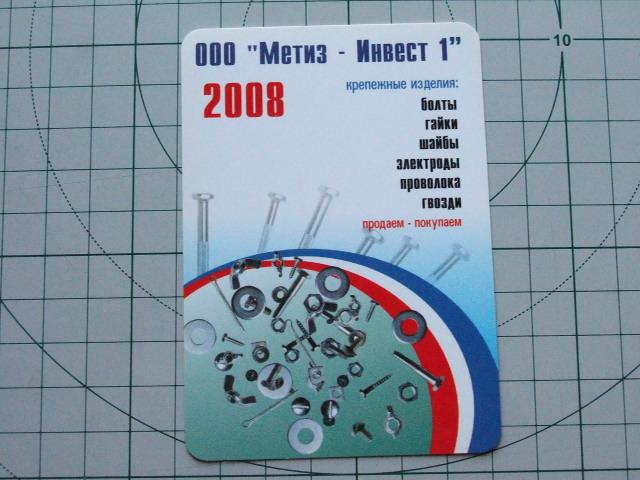 ООО "Метиз - Инвест 1"
2008
крепежные изделия:
болты
гайки
шайбы
электроды
проволока
гвозди
продаем - покупаем
10